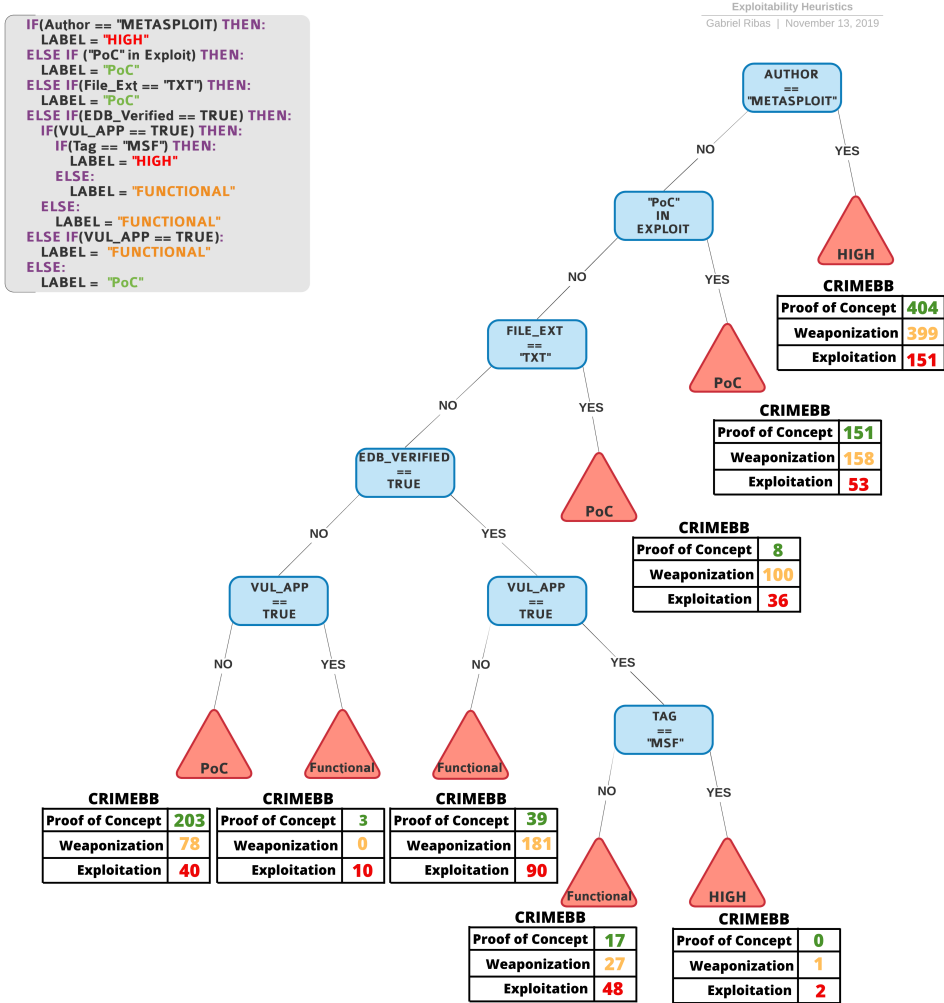 Exploitability Heuristics
Gabriel Ribas | November 13, 2019
IF(Author == "METASPLOIT) THEN:
LABEL = "HIGH"
ELSE IF ("PoC" in Exploit) THEN:
LABEL = "PoC"
ELSE IF(File_Ext == "TXT") THEN:
LABEL = "PoC"
ELSE IF(EDB_Verified == TRUE) THEN:
IF(VUL_APP == TRUE) THEN:
IF(Tag == "MSF") THEN:
LABEL = "HIGH"
ELSE:
LABEL = "FUNCTIONAL"
ELSE:
LABEL = "FUNCTIONAL"
ELSE IF(VUL_APP == TRUE):
LABEL = "FUNCTIONAL"
ELSE:
LABEL = "PoC"
AUTHOR
==
"METASPLOIT"
NO
YES
"PoC"
IN
EXPLOIT
HIGH
CRIMEBB
Proof of Concept 404
Weaponization 399
Exploitation 151
NO
YES
FILE_EXT
==
"TXT"
PoC
CRIMEBB
Proof of Concept 151
Weaponization 158
Exploitation 53
NO
YES
EDB_VERIFIED
==
TRUE
PoC
CRIMEBB
Proof of Concept 8
Weaponization 100
Exploitation 36
NO
YES
VUL_APP
==
TRUE
VUL_APP
==
TRUE
NO
YES
NO
YES
TAG
==
"MSF"
PoC
Functional
Functional
NO
YES
CRIMEBB
Proof of Concept 203
Weaponization 78
Exploitation 40
CRIMEBB
Proof of Concept 3
Weaponization 0
Exploitation 10
CRIMEBB
Proof of Concept 39
Weaponization 181
Exploitation 90
Functional
HIGH
CRIMEBB
Proof of Concept 17
Weaponization 27
Exploitation 48
CRIMEBB
Proof of Concept 0
Weaponization 1
Exploitation 2